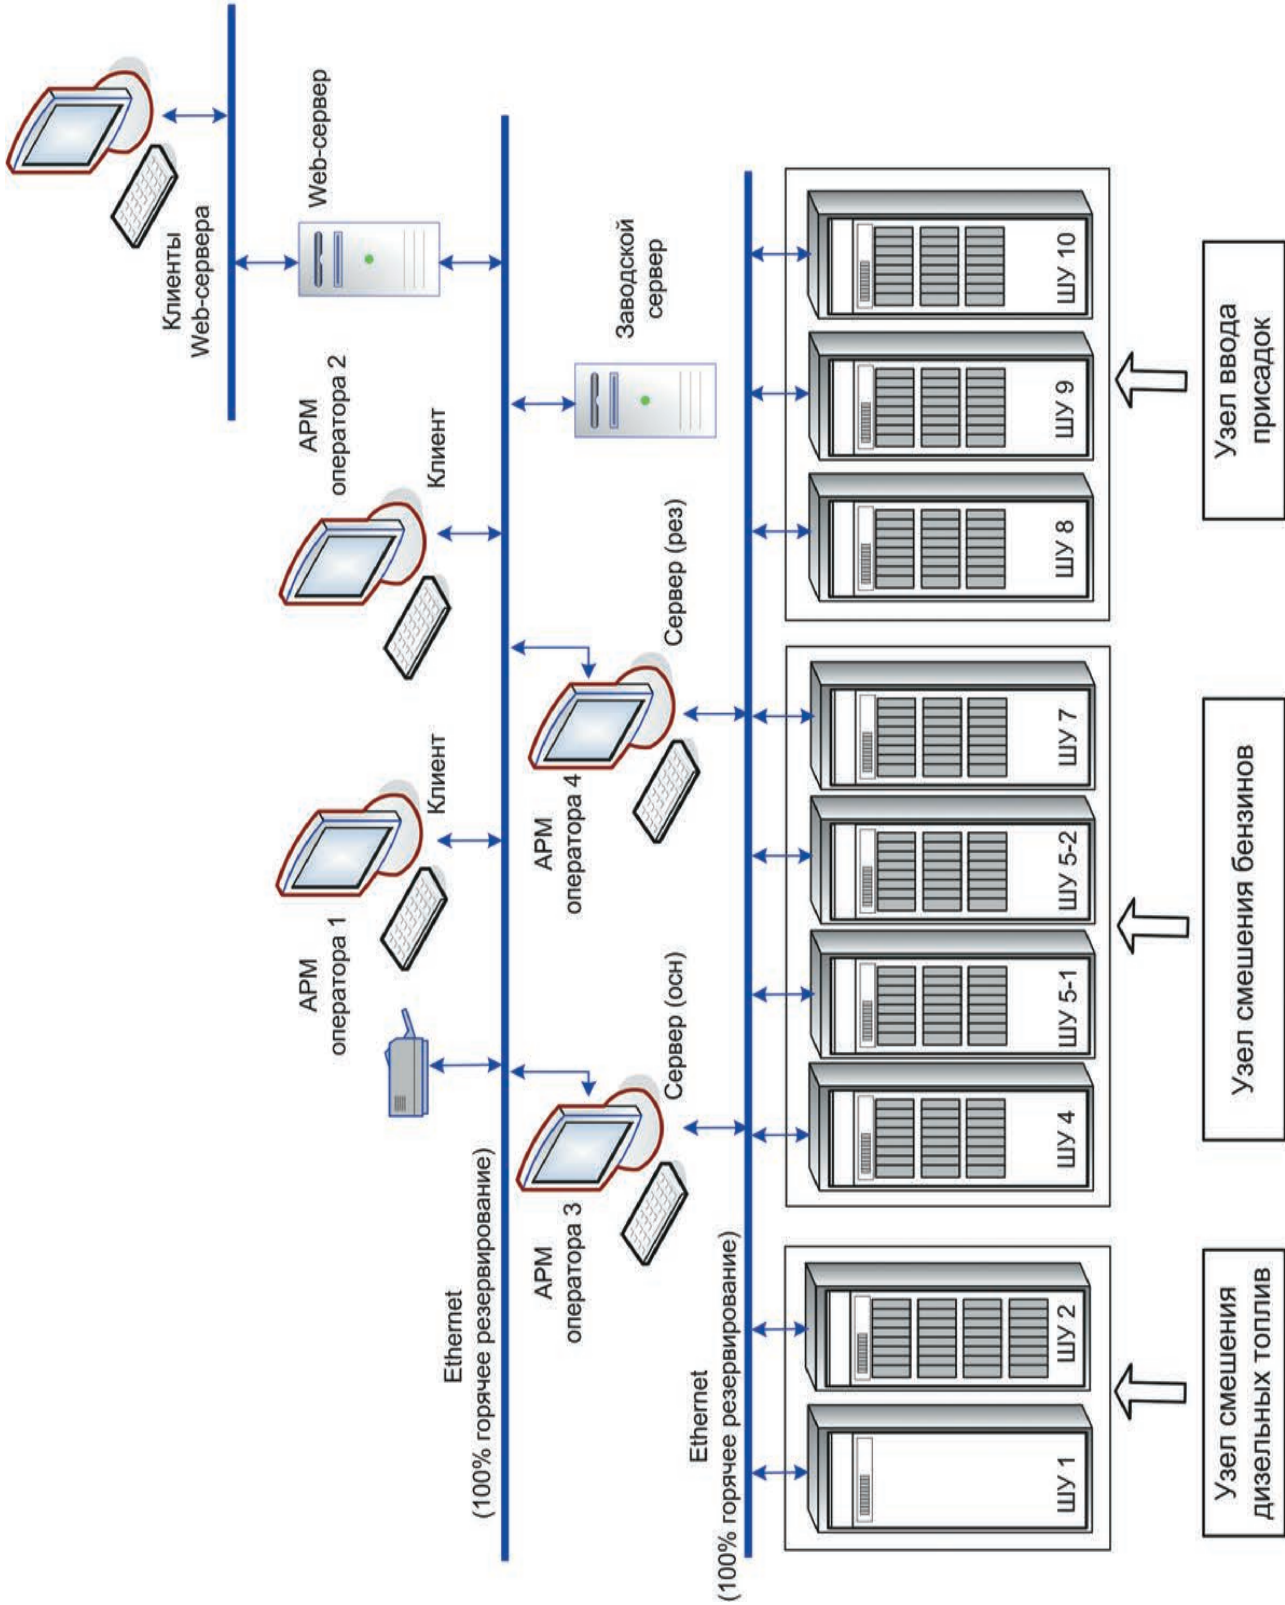 Клиенты
Web-сервера
Web-сервер
АРМ
оператора 1
Клиент
АРМ
оператора 2
Клиент
Ethernet
(100% горячее резервирование)
АРМ
оператора 3
Сервер (осн)
АРМ
оператора 4
Сервер (рез)
Заводской
сервер
Ethernet
(100% горячее резервирование)
ШУ 1
ШУ 2
ШУ 4
ШУ 5-1
ШУ 5-2
ШУ 7
ШУ 8
ШУ 9
ШУ 10
Узел смешения
дизельных топлив
Узел смешения бензинов
Узел ввода
присадок